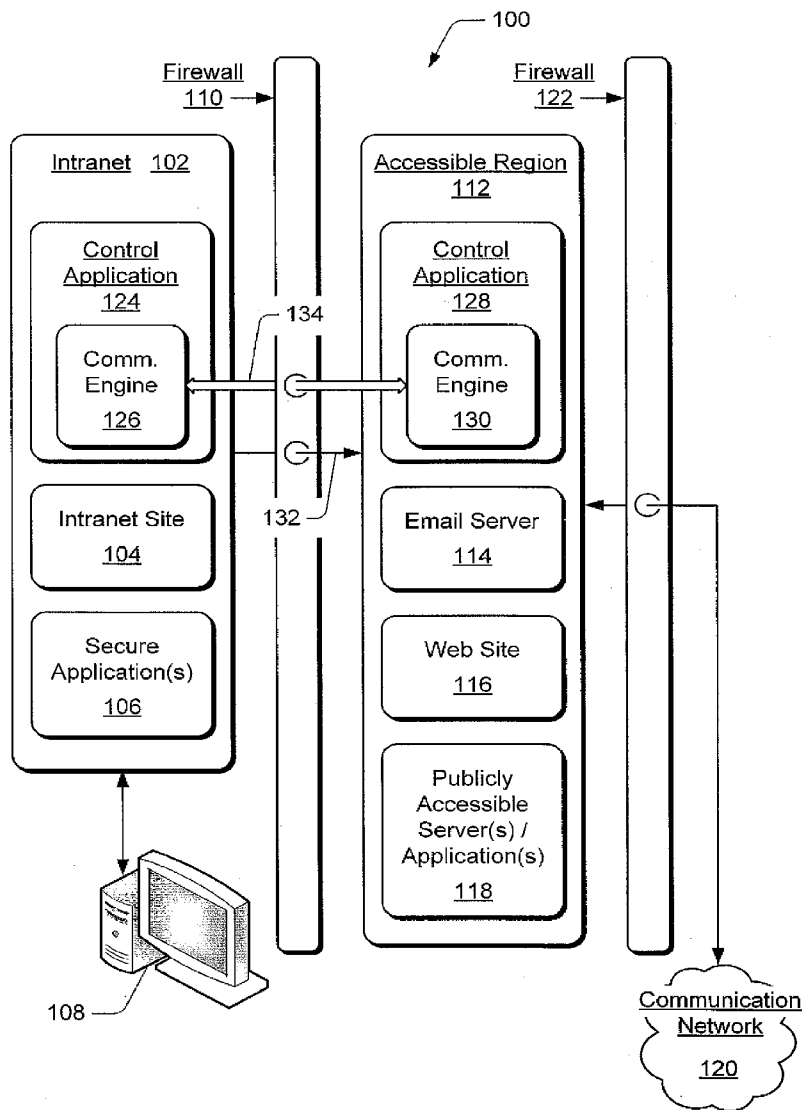 100
Firewall
110
Firewall
122
Intranet 102
Control
Application
124
Comm.
Engine
126
134
132
Intranet Site
104
Secure
Application(s)
106
108
Accessible Region
112
Control
Application
128
Comm.
Engine
130
Email Server
114
Web Site
116
Publicly
Accessible
Server(s) /
Application(s)
118
Communication
Network
120